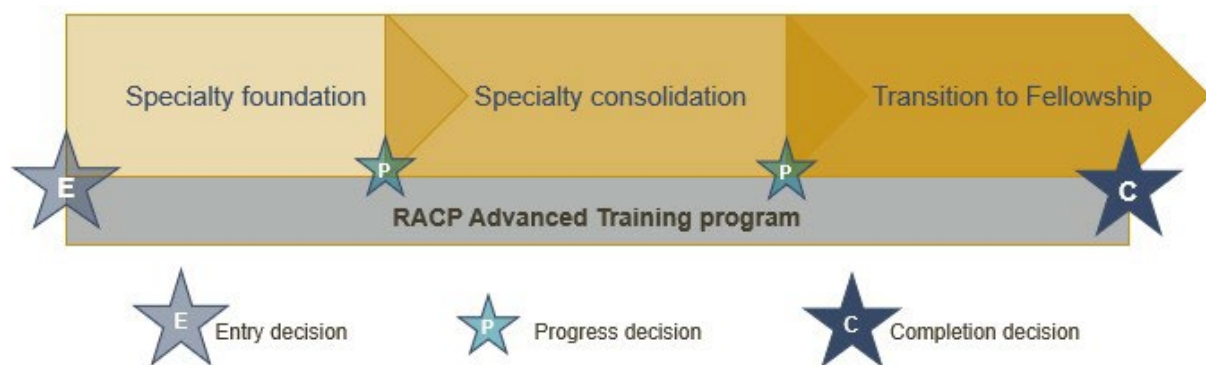 Specialty foundation
Specialty consolidation
Transition to Fellowship
E
P
P
C
RACP Advanced Training program
E
Entry decision
P
Progress decision
C
Completion decision